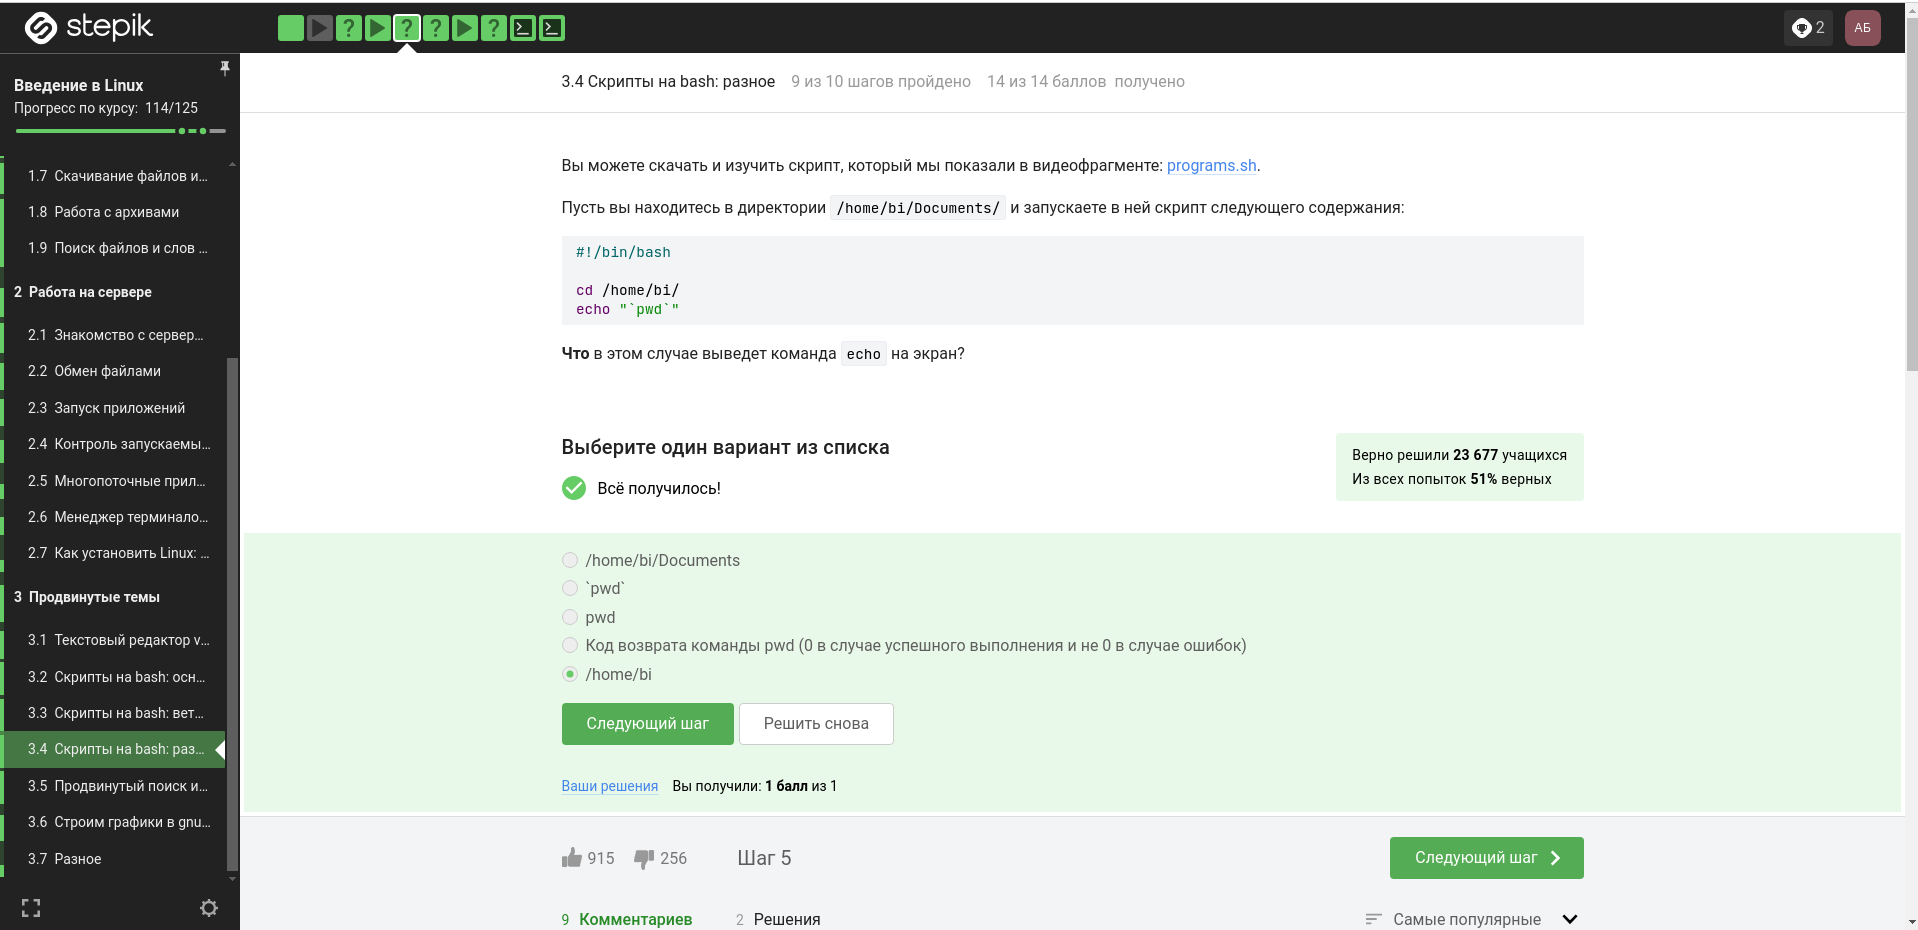 stepik
2
АБ
Введение в Linux
Прогресс по курсу: 114/125
1.7 Скачивание файлов и...
1.8 Работа с архивами
1.9 Поиск файлов и слов ...
2 Работа на сервере
2.1 Знакомство с сервер...
2.2 Обмен файлами
2.3 Запуск приложений
2.4 Контроль запускаемы...
2.5 Многопоточные прил...
2.6 Менеджер терминало...
2.7 Как установить Linux: ...
3 Продвинутые темы
3.1 Текстовый редактор v...
3.2 Скрипты на bash: осн...
3.3 Скрипты на bash: вет...
3.4 Скрипты на bash: раз...
3.5 Продвинутый поиск и...
3.6 Строим графики в gnu...
3.7 Разное
3.4 Скрипты на bash: разное 9 из 10 шагов пройдено 14 из 14 баллов получено
Вы можете скачать и изучить скрипт, который мы показали в видеофрагменте: programs.sh.
Пусть вы находитесь в директории /home/bi/Documents/ и запускаете в ней скрипт следующего содержания:
#!/bin/bash
cd /home/bi/
echo "`pwd`"
Что в этом случае выведет команда echo на экран?
Выберите один вариант из списка
Всё получилось!
Верно решили 23 677 учащихся
Из всех попыток 51% верных
/home/bi/Documents
`pwd`
pwd
Код возврата команды pwd (0 в случае успешного выполнения и не 0 в случае ошибок)
/home/bi
Следующий шаг Решить снова
Ваши решения Вы получили: 1 балл из 1
915 256 Шаг 5 Следующий шаг
9 Комментариев 2 Решения Самые популярные